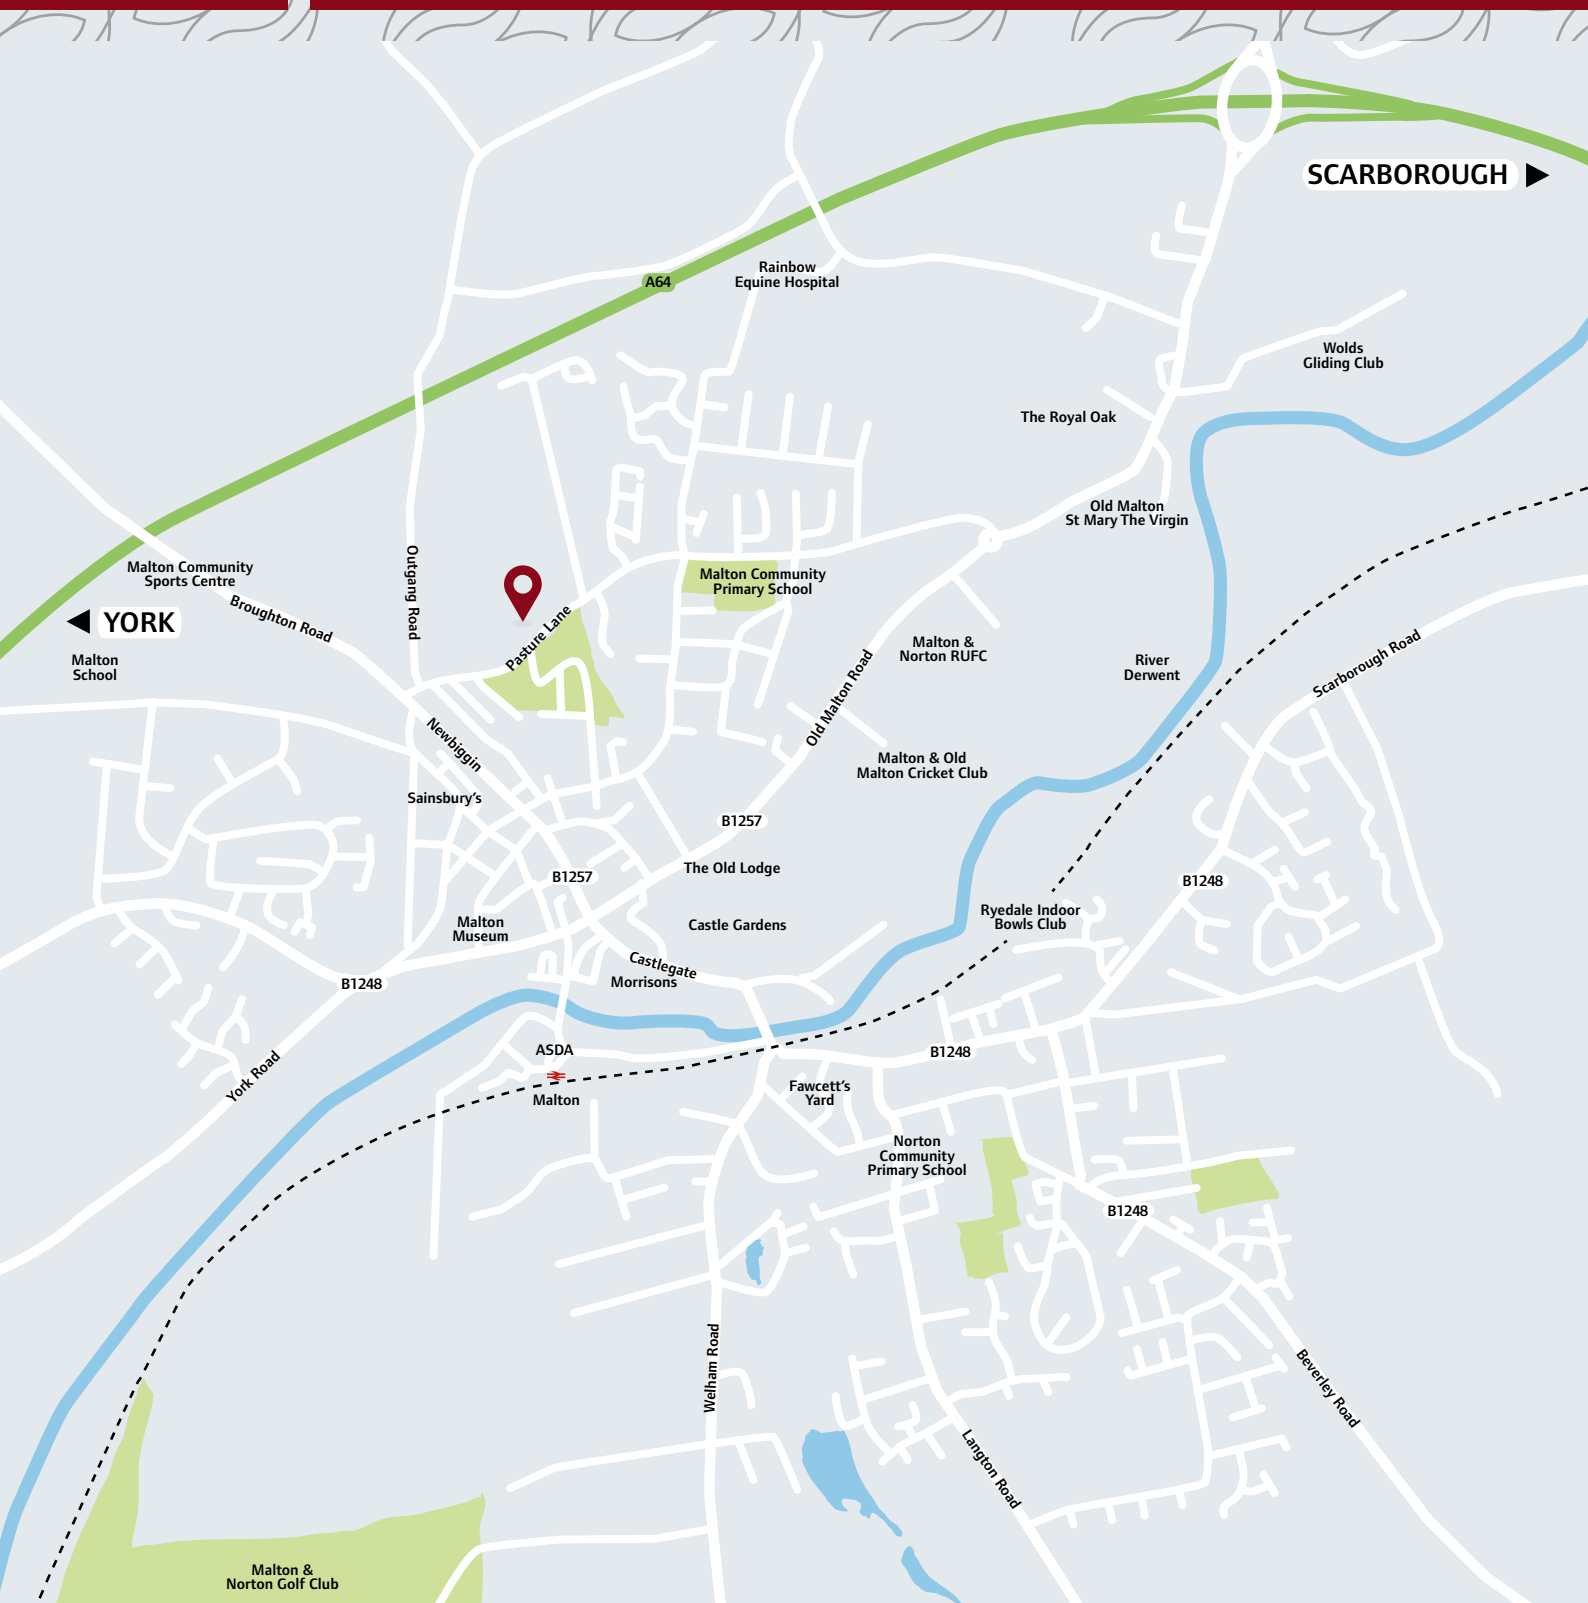 SCARBOROUGH
Rainbow
Equine Hospital
A64
Wolds
Gliding Club
The Royal Oak
Old Malton
St Mary The Virgin
Malton Community
Sports Centre
Outgang Road
Malton Community
Primary School
YORK
Broughton Road
Pasture Lane
Malton
School
Malton &
Norton RUFC
River
Derwent
Scarborough Road
Old Malton Road
Newbiggin
Malton & Old
Malton Cricket Club
Sainsbury's
B1257
The Old Lodge
B1257
B1248
Ryedale Indoor
Bowls Club
Malton
Museum
Castle Gardens
Castlegate
Morrisons
B1248
ASDA
B1248
York Road
Malton
Fawcett's
Yard
Norton
Community
Primary School
B1248
Welham Road
Beverley Road
Langton Road
Malton &
Norton Golf Club